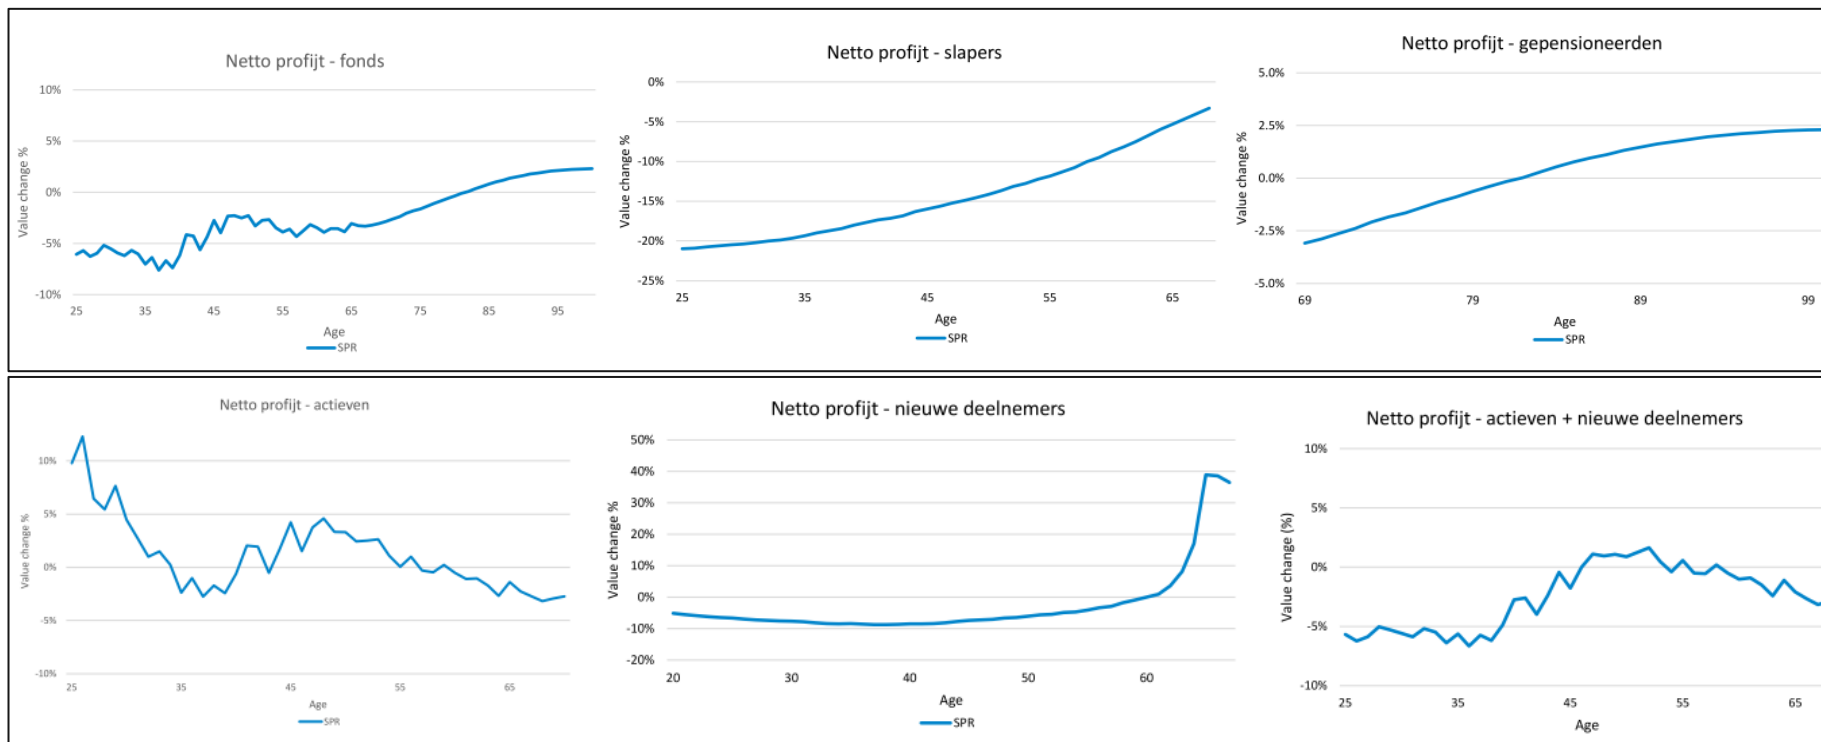 Netto profijt - fonds
Value change %
10%
5%
0%
-5%
-10%
25 35 45 55 65 75 85 95
Age
SPR
Netto profijt - slapers
Value change %
0%
-5%
-10%
-15%
-20%
-25%
25 35 45 55 65
Age
SPR
Netto profijt - gepensioneerden
Value change %
5.0%
2.5%
0.0%
-2.5%
-5.0%
69 79 89 99
Age
SPR
Netto profijt - actieven
Value change %
10%
5%
0%
-5%
-10%
25 35 45 55 65
Age
SPR
Netto profijt - nieuwe deelnemers
Value change %
50%
40%
30%
20%
10%
0%
-10%
-20%
20 30 40 50 60
Age
SPR
Netto profijt - actieven + nieuwe deelnemers
Value change (%)
10%
5%
0%
-5%
-10%
25 35 45 55 65
Age